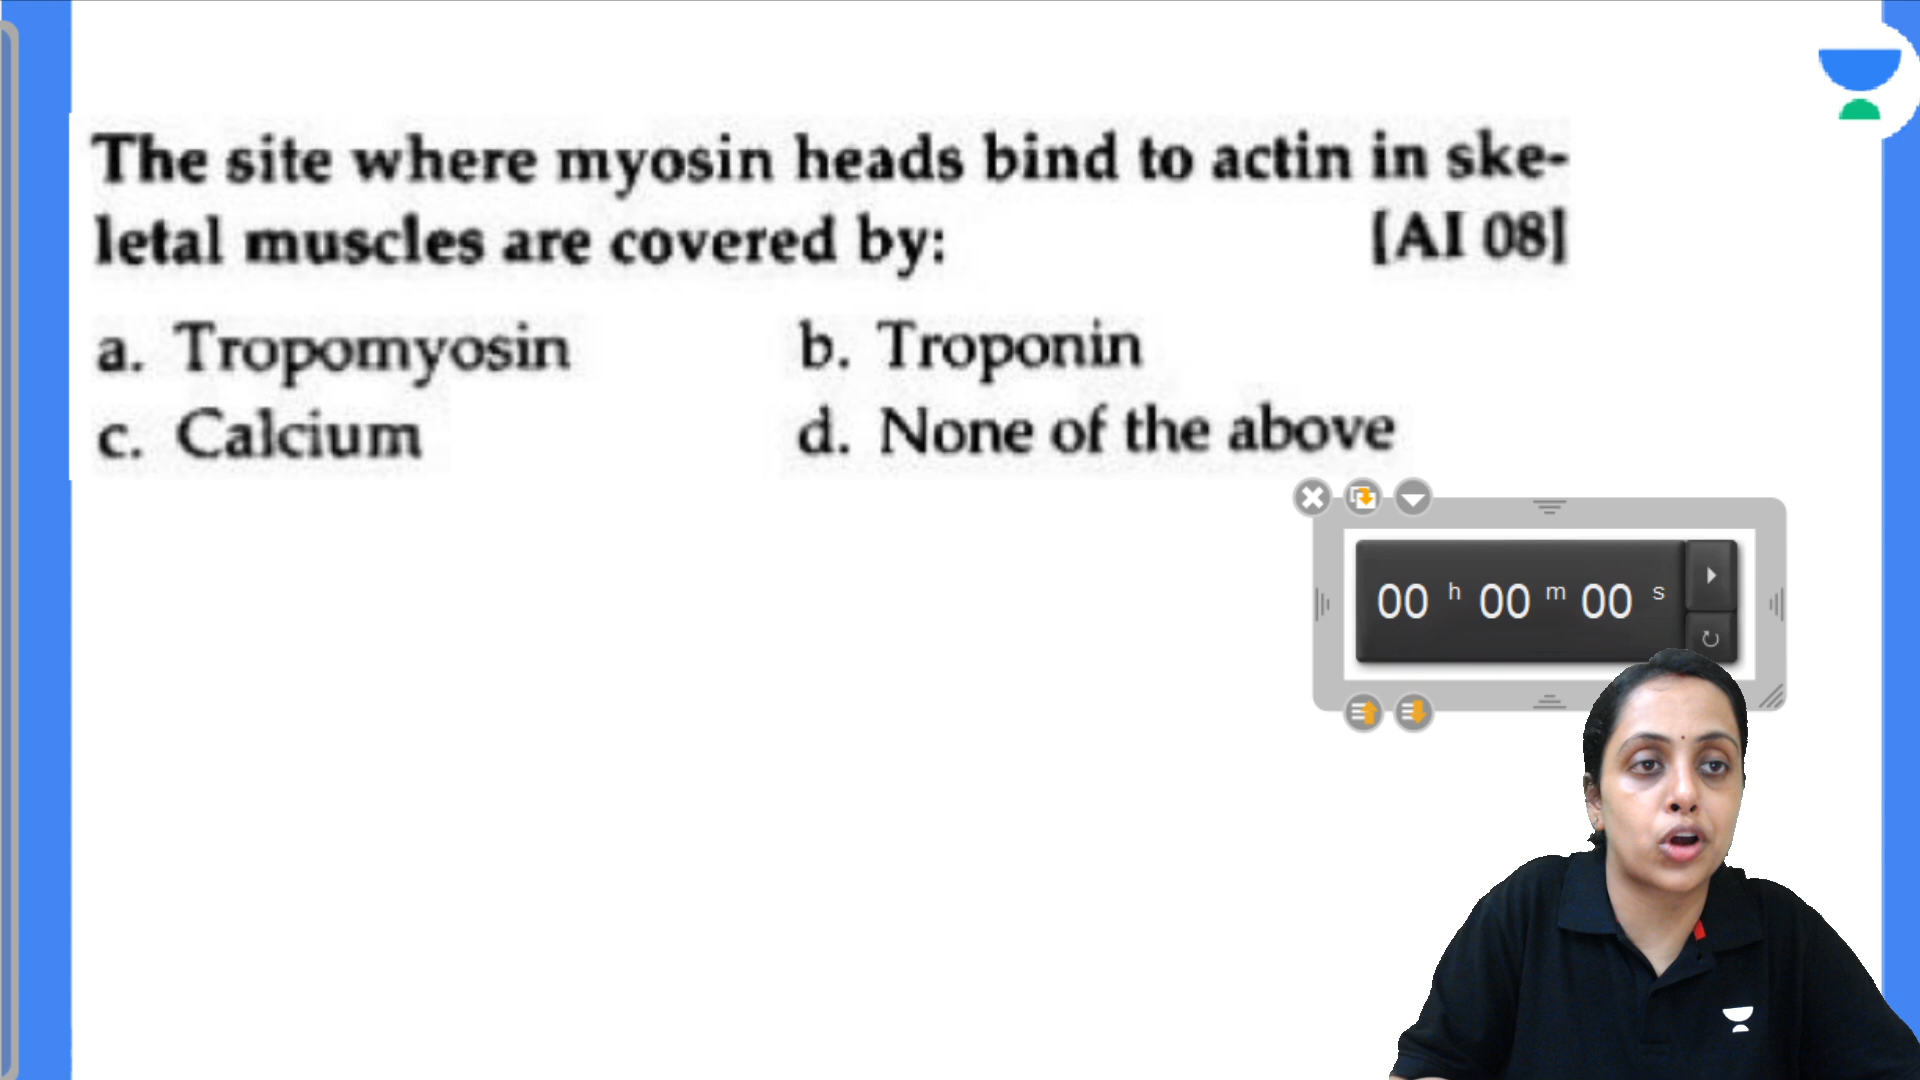 The site where myosin heads bind to actin in ske-
letal muscles are covered by: [AI 08]
a. Tropomyosin b. Troponin
c. Calcium d. None of the above
00 h 00 m 00 s